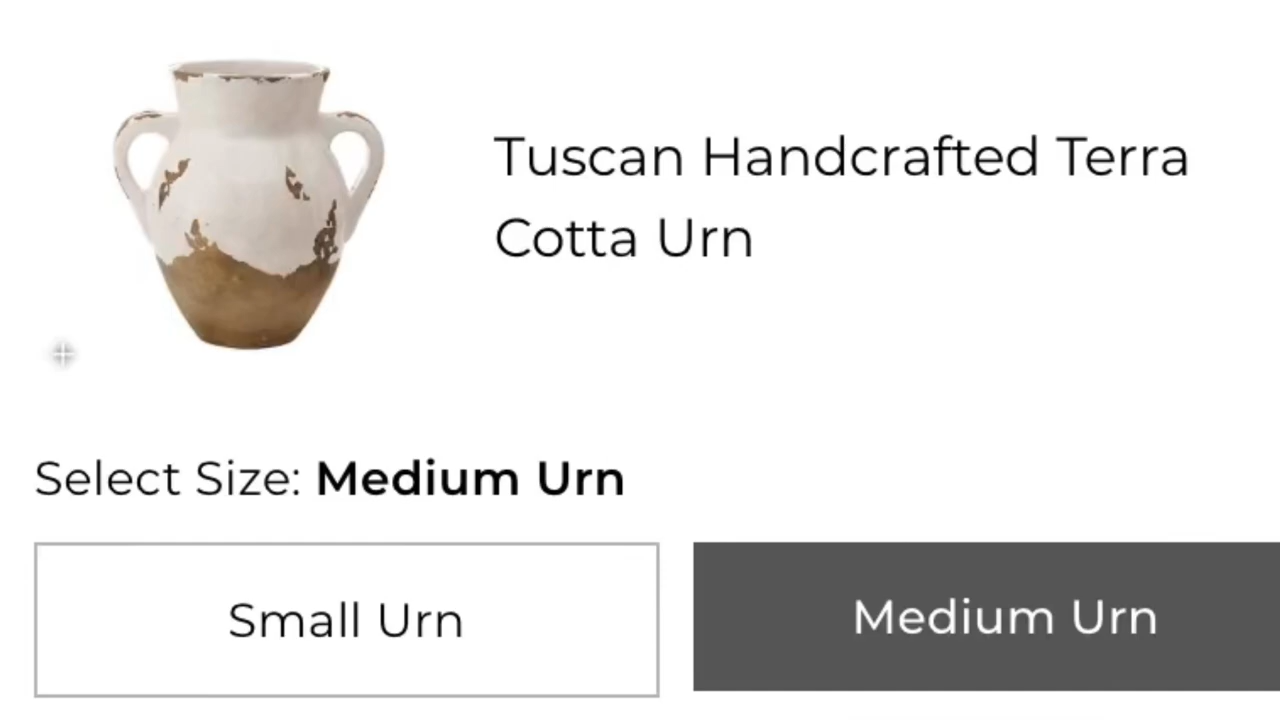 Tuscan Handcrafted Terra
Cotta Urn
Select Size: Medium Urn
Small Urn
Medium Urn